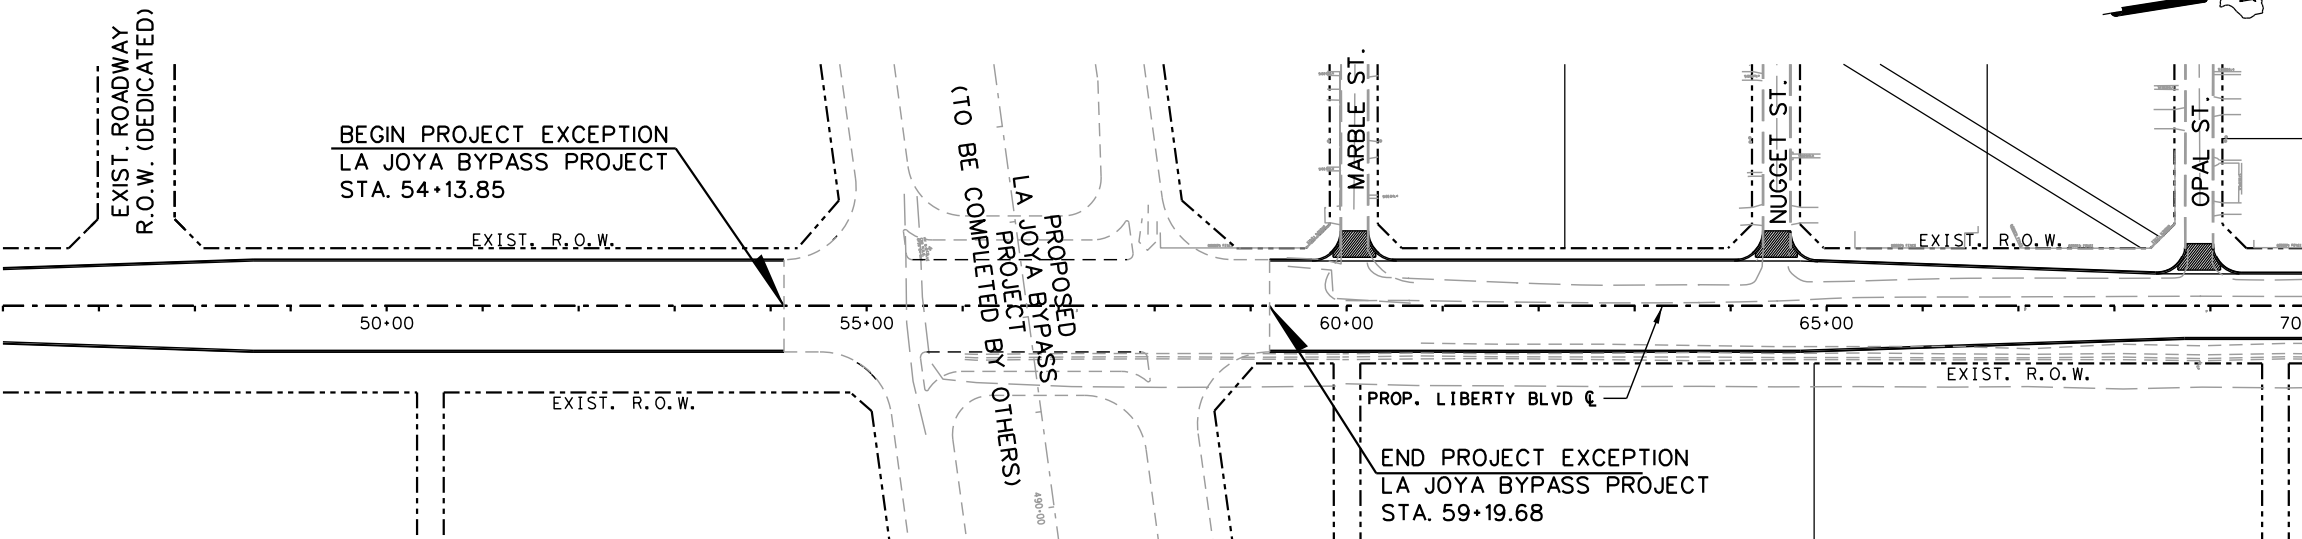 EXIST. ROADWAY
R.O.W. (DEDICATED)
BEGIN PROJECT EXCEPTION
LA JOYA BYPASS PROJECT
STA. 54+13.85
EXIST. R.O.W.
EXIST. R.O.W.
50+00
55+00
PROPOSED
LA JOYA BYPASS
PROJECT
(TO BE COMPLETED BY OTHERS)
490+00
MARBLE ST.
NUGGET ST.
OPAL ST.
EXIST. R.O.W.
60+00
65+00
70
EXIST. R.O.W.
PROP. LIBERTY BLVD ℄
END PROJECT EXCEPTION
LA JOYA BYPASS PROJECT
STA. 59+19.68